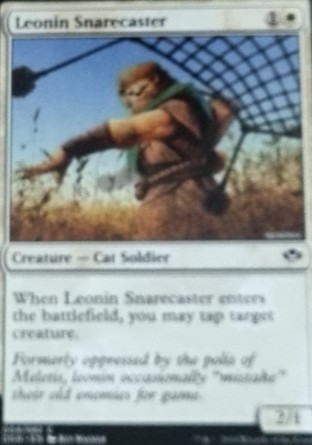 Leonin Snarecaster 1
Creature — Cat Soldier
When Leonin Snarecaster enters
the battlefield, you may tap target
creature.
Formerly oppressed by the polis of
Meletis, leonin occasionally "mistake"
their old enemies for game.
2/1